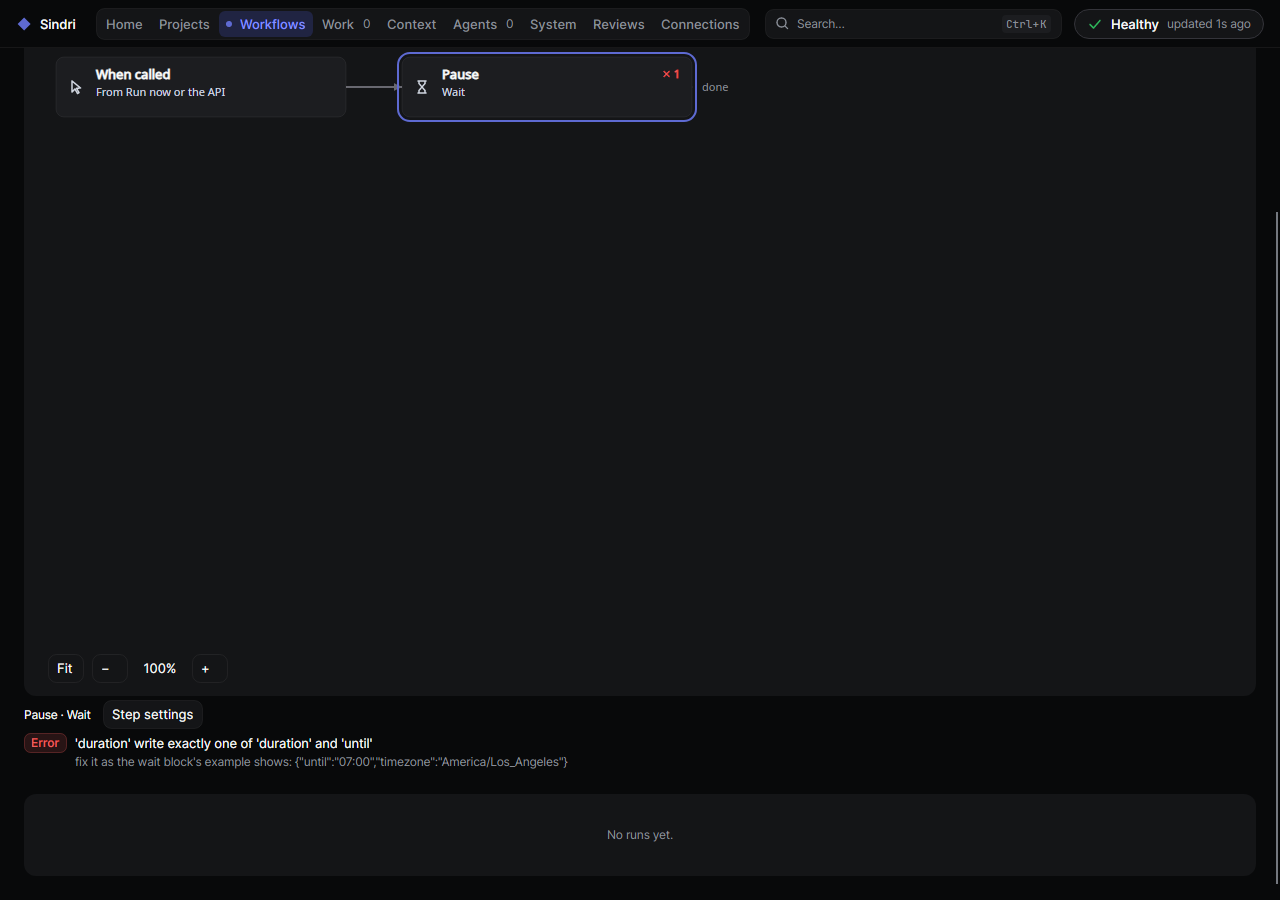 Sindri Home Projects Workflows Work 0 Context Agents 0 System Reviews Connections Search... Ctrl+K Healthy updated 1s ago
When called
From Run now or the API
Pause × 1
Wait
done
Fit − 100% +
Pause · Wait Step settings
Error 'duration' write exactly one of 'duration' and 'until'
fix it as the wait block's example shows: {"until":"07:00","timezone":"America/Los_Angeles"}
No runs yet.